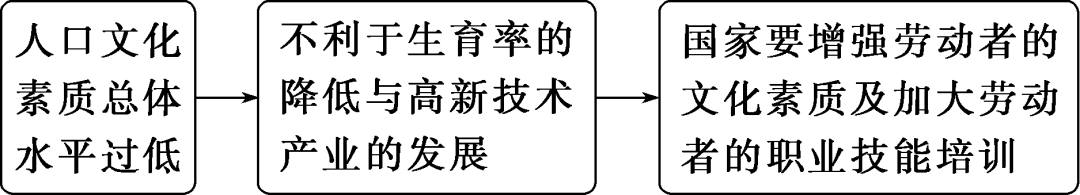 人口文化
素质总体
水平过低
不利于生育率的
降低与高新技术
产业的发展
国家要增强劳动者的
文化素质及加大劳动
者的职业技能培训